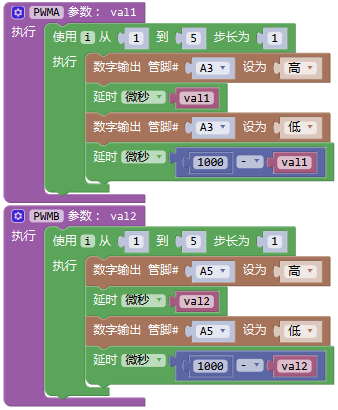 PWMA 参数： val1
执行 使用 i 从 1 到 5 步长为 1
执行 数字输出 管脚# A3 设为 高
延时 微秒 val1
数字输出 管脚# A3 设为 低
延时 微秒 1000 - val1
PWMB 参数： val2
执行 使用 i 从 1 到 5 步长为 1
执行 数字输出 管脚# A5 设为 高
延时 微秒 val2
数字输出 管脚# A5 设为 低
延时 微秒 1000 - val2